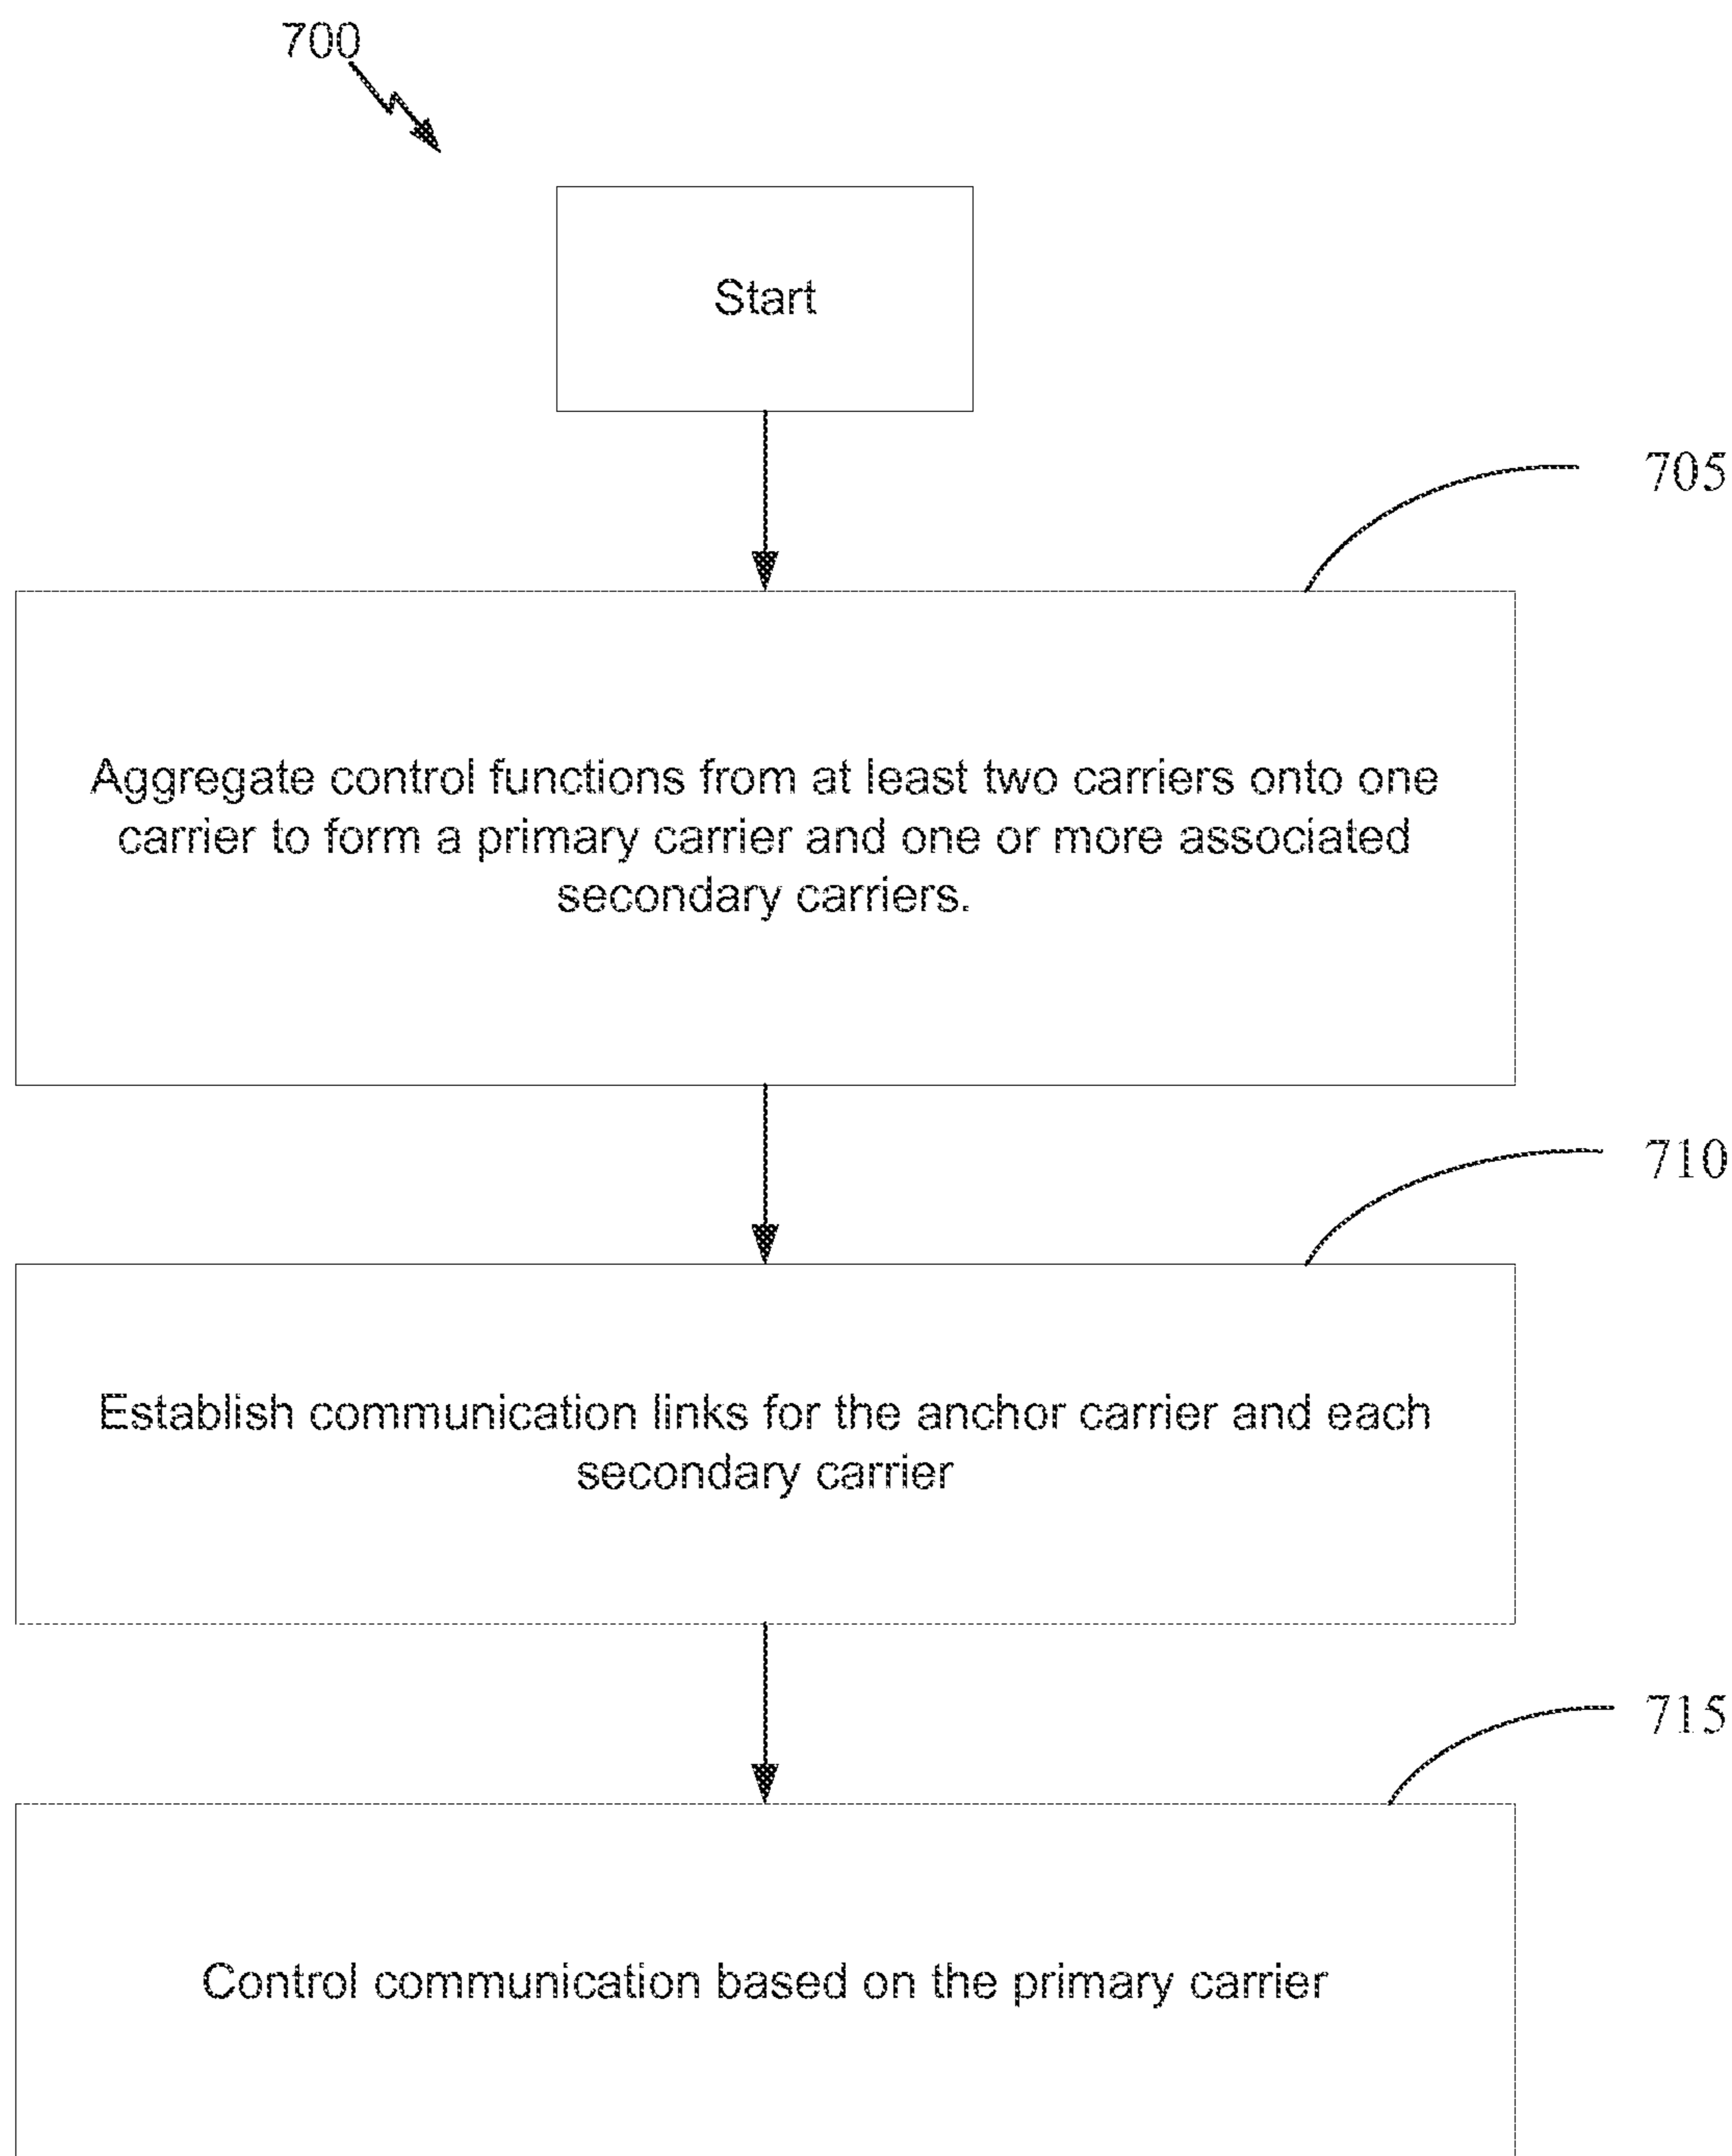 700
Start
705
Aggregate control functions from at least two carriers onto one
carrier to form a primary carrier and one or more associated
secondary carriers.
710
Establish communication links for the anchor carrier and each
secondary carrier
715
Control communication based on the primary carrier